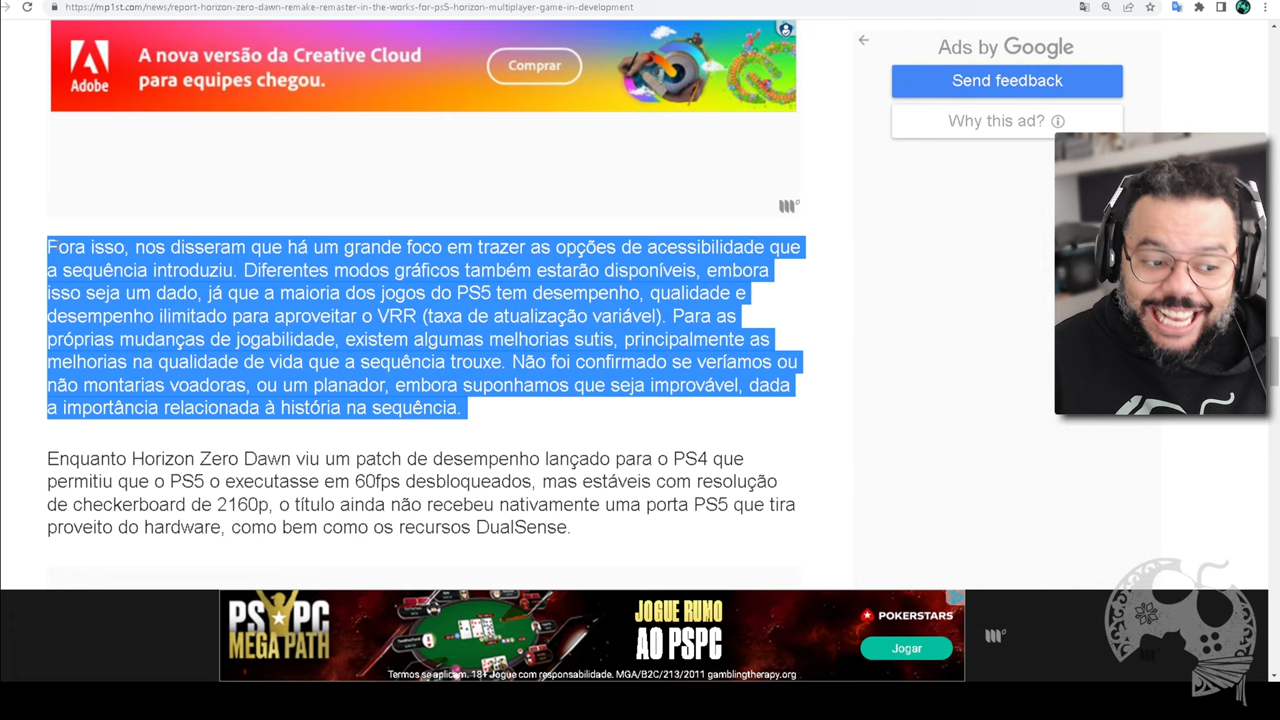 https://mp1st.com/news/report-horizon-zero-dawn-remake-remaster-in-the-works-for-ps5-horizon-multiplayer-game-in-development
Adobe
A nova versão da Creative Cloud
para equipes chegou.
Comprar
Ads by Google
Send feedback
Why this ad?
Fora isso, nos disseram que há um grande foco em trazer as opções de acessibilidade que
a sequência introduziu. Diferentes modos gráficos também estarão disponíveis, embora
isso seja um dado, já que a maioria dos jogos do PS5 tem desempenho, qualidade e
desempenho ilimitado para aproveitar o VRR (taxa de atualização variável). Para as
próprias mudanças de jogabilidade, existem algumas melhorias sutis, principalmente as
melhorias na qualidade de vida que a sequência trouxe. Não foi confirmado se veríamos ou
não montarias voadoras, ou um planador, embora suponhamos que seja improvável, dada
a importância relacionada à história na sequência.
Enquanto Horizon Zero Dawn viu um patch de desempenho lançado para o PS4 que
permitiu que o PS5 o executasse em 60fps desbloqueados, mas estáveis com resolução
de checkerboard de 2160p, o título ainda não recebeu nativamente uma porta PS5 que tira
proveito do hardware, como bem como os recursos DualSense.
PSPC
MEGA PATH
JOGUE RUMO
AO PSPC
POKERSTARS
Jogar
Termos se aplicam. 18+ Jogue com responsabilidade. MGA/B2C/213/2011 gamblingtherapy.org